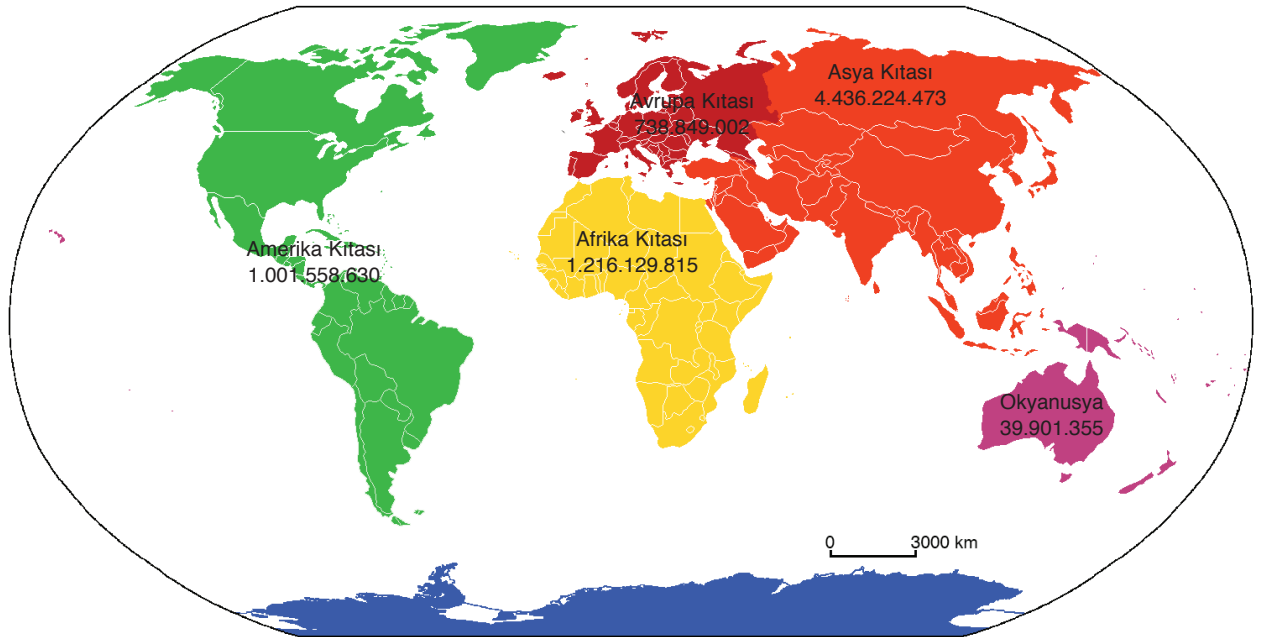 Asya Kıtası
4.436.224.473
Avrupa Kıtası
738.849.002
Amerika Kıtası
1.001.558.630
Afrika Kıtası
1.216.129.815
Okyanusya
39.901.355
0 3000 km